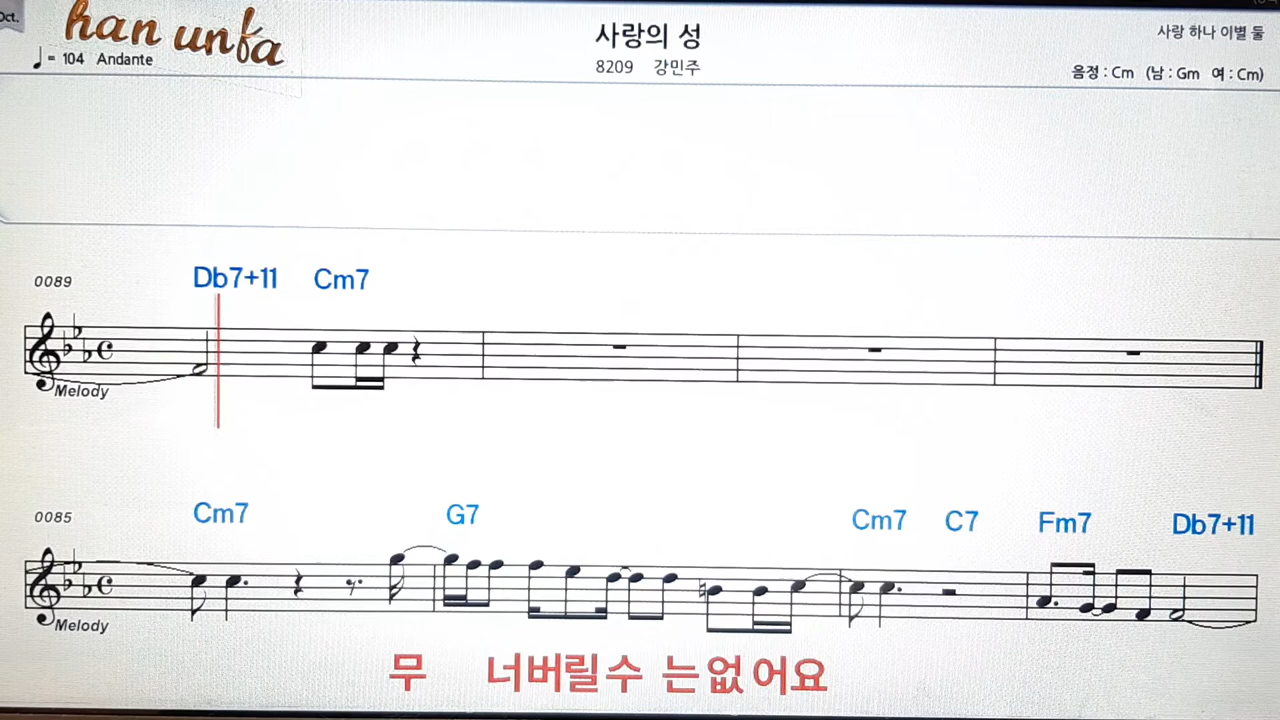 Oct.
han unfa
사랑의 성
사랑 하나 이별 둘
♩= 104 Andante
8209 강민주
음정 : Cm (남 : Gm 여 : Cm)
0089
Db7+11 Cm7
Melody
0085
Cm7 G7 Cm7 C7 Fm7 Db7+11
Melody
무 너버릴수 는없어요